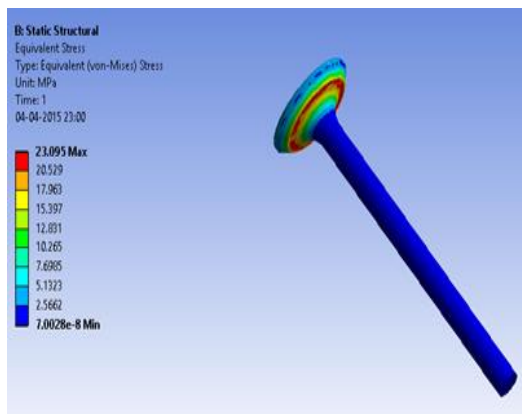 B: Static Structural
Equivalent Stress
Type: Equivalent (von-Mises) Stress
Unit: MPa
Time: 1
04-04-2015 23:00
23.095 Max
20.529
17.963
15.397
12.831
10.265
7.6985
5.1323
2.5662
7.0028e-8 Min